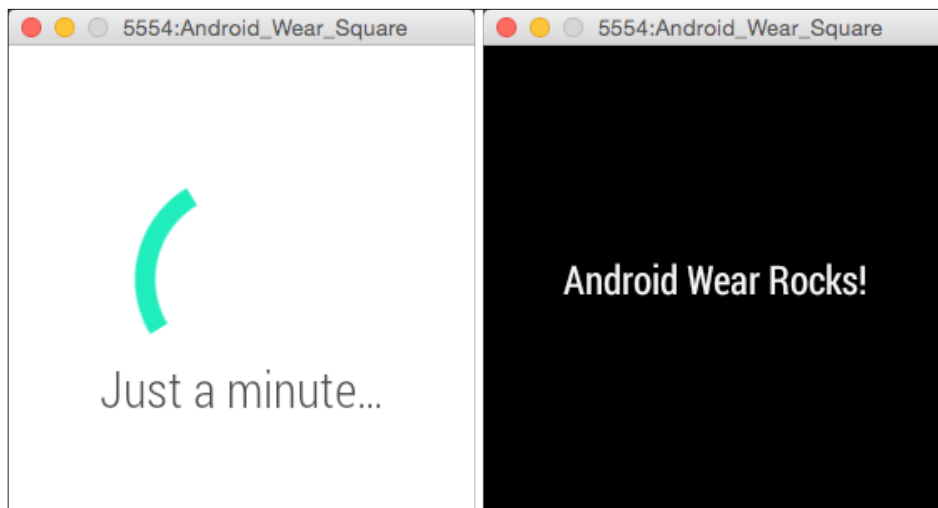 5554:Android_Wear_Square
Just a minute...
5554:Android_Wear_Square
Android Wear Rocks!